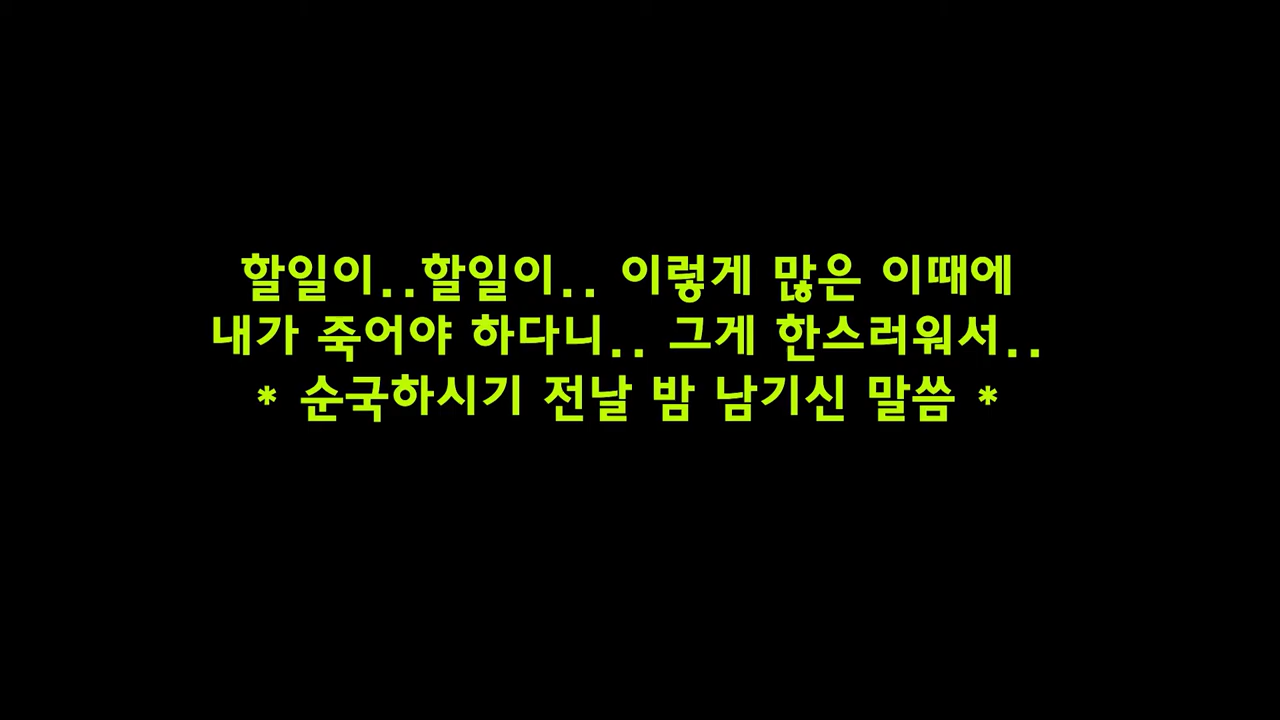 할일이..할일이.. 이렇게 많은 이때에
내가 죽어야 하다니.. 그게 한스러워서..
* 순국하시기 전날 밤 남기신 말씀 *